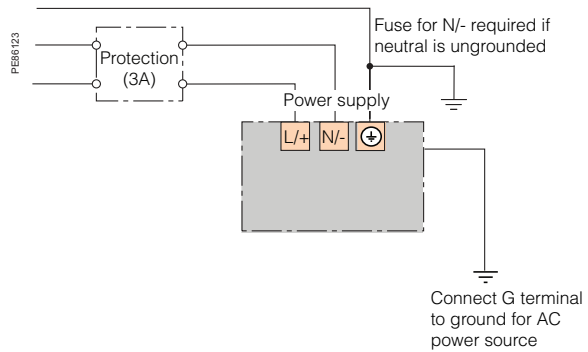 PE86123
Fuse for N/- required if
neutral is ungrounded
Protection
(3A)
Power supply
L/+ N/-
Connect G terminal
to ground for AC
power source